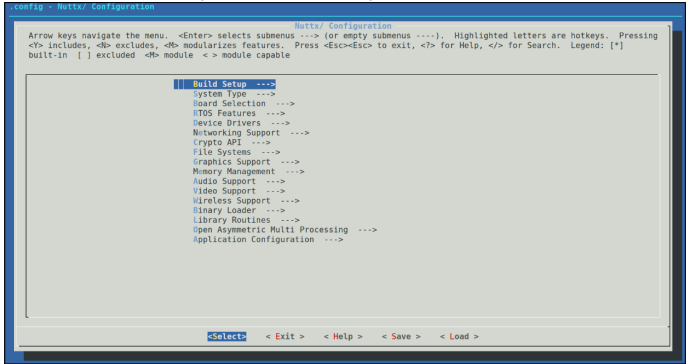 .config - Nuttx/ Configuration
Nuttx/ Configuration
Arrow keys navigate the menu.  <Enter> selects submenus ---> (or empty submenus ----).  Highlighted letters are hotkeys.  Pressing
<Y> includes, <N> excludes, <M> modularizes features.  Press <Esc><Esc> to exit, <?> for Help, </> for Search.  Legend: [*]
built-in  [ ] excluded  <M> module  < > module capable
Build Setup  --->
System Type  --->
Board Selection  --->
RTOS Features  --->
Device Drivers  --->
Networking Support  --->
Crypto API  --->
File Systems  --->
Graphics Support  --->
Memory Management  --->
Audio Support  --->
Video Support  --->
Wireless Support  --->
Binary Loader  --->
Library Routines  --->
Open Asymmetric Multi Processing  --->
Application Configuration  --->
<Select>    < Exit >    < Help >    < Save >    < Load >